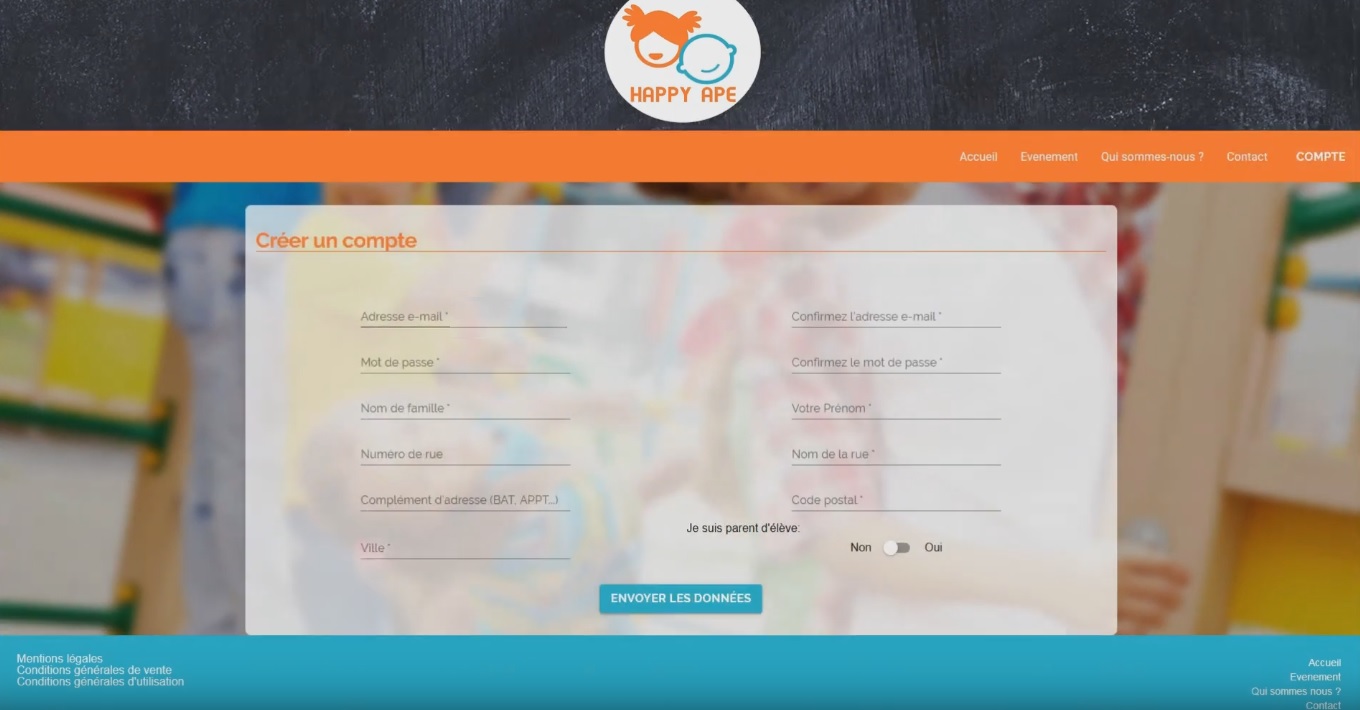 HAPPY APE
Accueil Evenement Qui sommes-nous ? Contact COMPTE
Créer un compte
Adresse e-mail * Confirmez l'adresse e-mail *
Mot de passe * Confirmez le mot de passe *
Nom de famille * Votre Prénom *
Numéro de rue Nom de la rue *
Complément d'adresse (BAT, APPT...) Code postal *
Je suis parent d'élève:
Ville * Non Oui
ENVOYER LES DONNÉES
Mentions légales
Conditions générales de vente
Conditions générales d'utilisation
Accueil
Evenement
Qui sommes nous ?
Contact